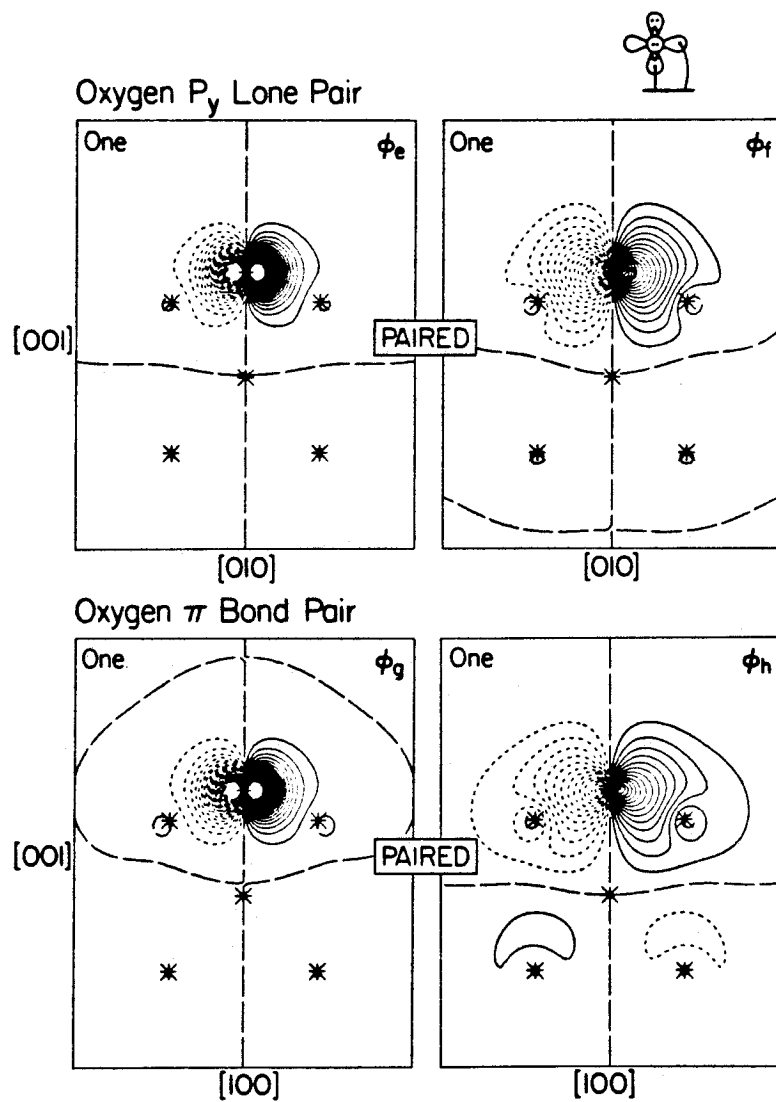 Oxygen Py Lone Pair
One ϕe
One ϕf
[001]
PAIRED
[010]
[010]
Oxygen π Bond Pair
One ϕg
One ϕh
[001]
PAIRED
[100]
[100]